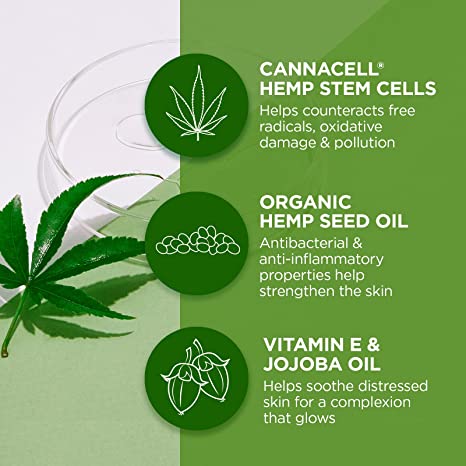 CANNACELL®
HEMP STEM CELLS
Helps counteracts free
radicals, oxidative
damage & pollution
ORGANIC
HEMP SEED OIL
Antibacterial &
anti-inflammatory
properties help
strengthen the skin
VITAMIN E &
JOJOBA OIL
Helps soothe distressed
skin for a complexion
that glows